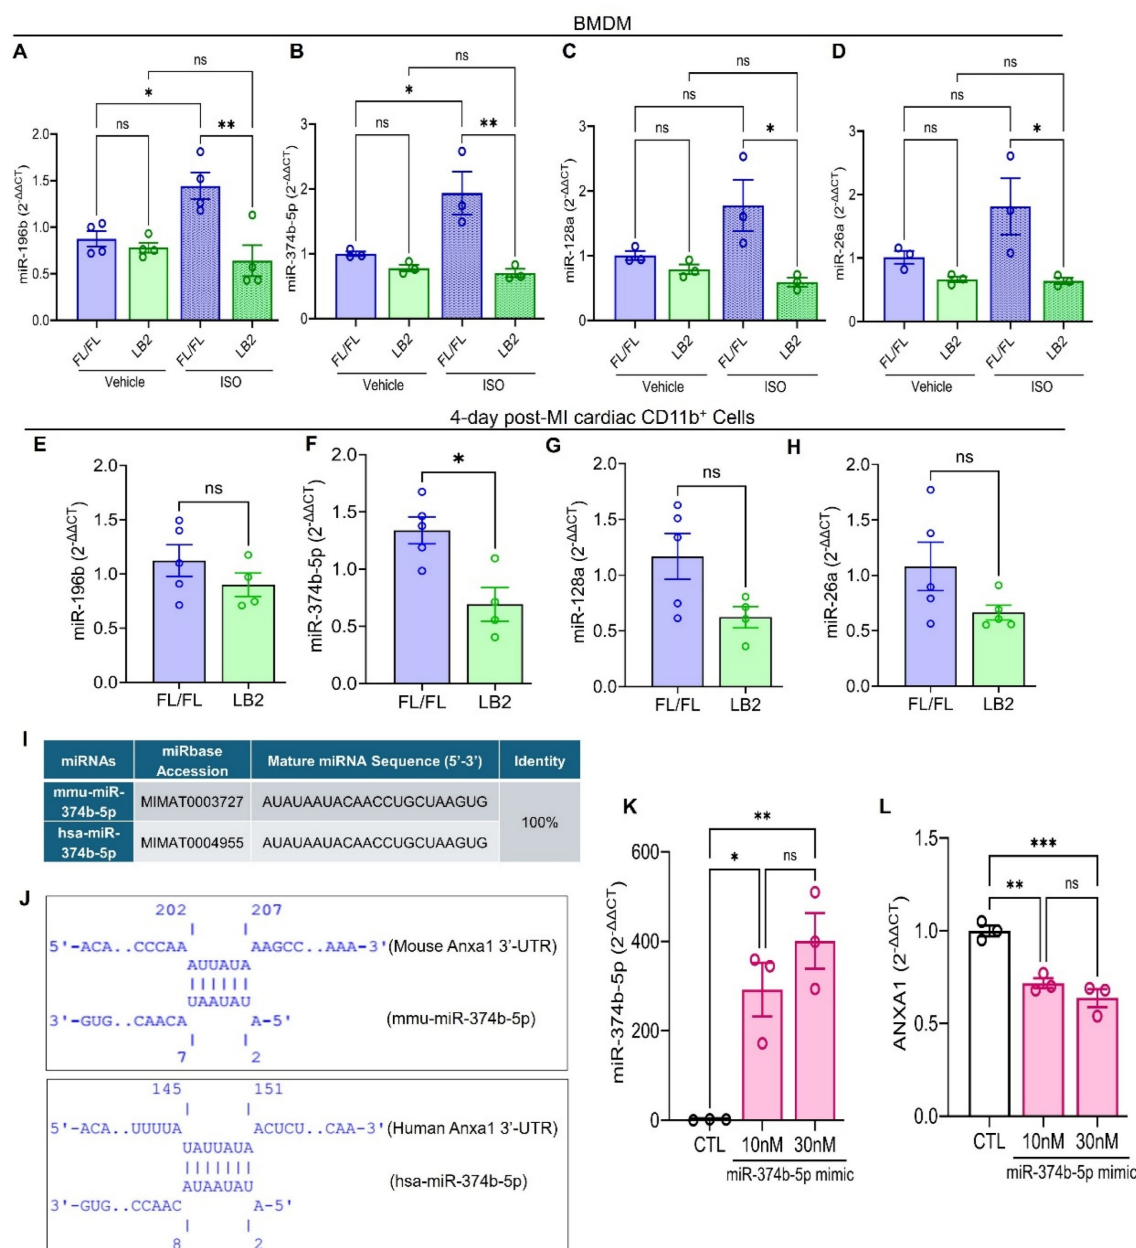 BMDM
A
ns
*
ns
**
miR-196b (2^-ΔΔCT)
2.0
1.5
1.0
0.5
0.0
FL/FL
LB2
FL/FL
LB2
Vehicle
ISO
B
ns
*
ns
**
miR-374b-5p (2^-ΔΔCT)
3
2
1
0
FL/FL
LB2
FL/FL
LB2
Vehicle
ISO
C
ns
ns
ns
*
miR-128a (2^-ΔΔCT)
3
2
1
0
FL/FL
LB2
FL/FL
LB2
Vehicle
ISO
D
ns
ns
ns
*
miR-26a (2^-ΔΔCT)
3
2
1
0
FL/FL
LB2
FL/FL
LB2
Vehicle
ISO
4-day post-MI cardiac CD11b⁺ Cells
E
ns
miR-196b (2^-ΔΔCT)
2.0
1.5
1.0
0.5
0.0
FL/FL
LB2
F
*
miR-374b-5p (2^-ΔΔCT)
2.0
1.5
1.0
0.5
0.0
FL/FL
LB2
G
ns
miR-128a (2^-ΔΔCT)
2.0
1.5
1.0
0.5
0.0
FL/FL
LB2
H
ns
miR-26a (2^-ΔΔCT)
2.0
1.5
1.0
0.5
0.0
FL/FL
LB2
I
miRNAs
miRbase
Accession
Mature miRNA Sequence (5'-3')
Identity
mmu-miR-
374b-5p
MIMAT0003727
AUAUAAUACAACCUGCUAAGUG
100%
hsa-miR-
374b-5p
MIMAT0004955
AUAUAAUACAACCUGCUAAGUG
J
202 207
5'-ACA..CCCAA AAGCC..AAA-3' (Mouse Anxa1 3'-UTR)
AUUAUA
UAAUAU
3'-GUG..CAACA A-5' (mmu-miR-374b-5p)
7 2
145 151
5'-ACA..UUUUA ACUCU..CAA-3' (Human Anxa1 3'-UTR)
UAUUAUA
AUAAUAU
3'-GUG..CCAAC A-5' (hsa-miR-374b-5p)
8 2
K
**
*
ns
miR-374b-5p (2^-ΔΔCT)
600
400
200
0
CTL
10nM
30nM
miR-374b-5p mimic
L
***
**
ns
ANXA1 (2^-ΔΔCT)
1.5
1.0
0.5
0.0
CTL
10nM
30nM
miR-374b-5p mimic